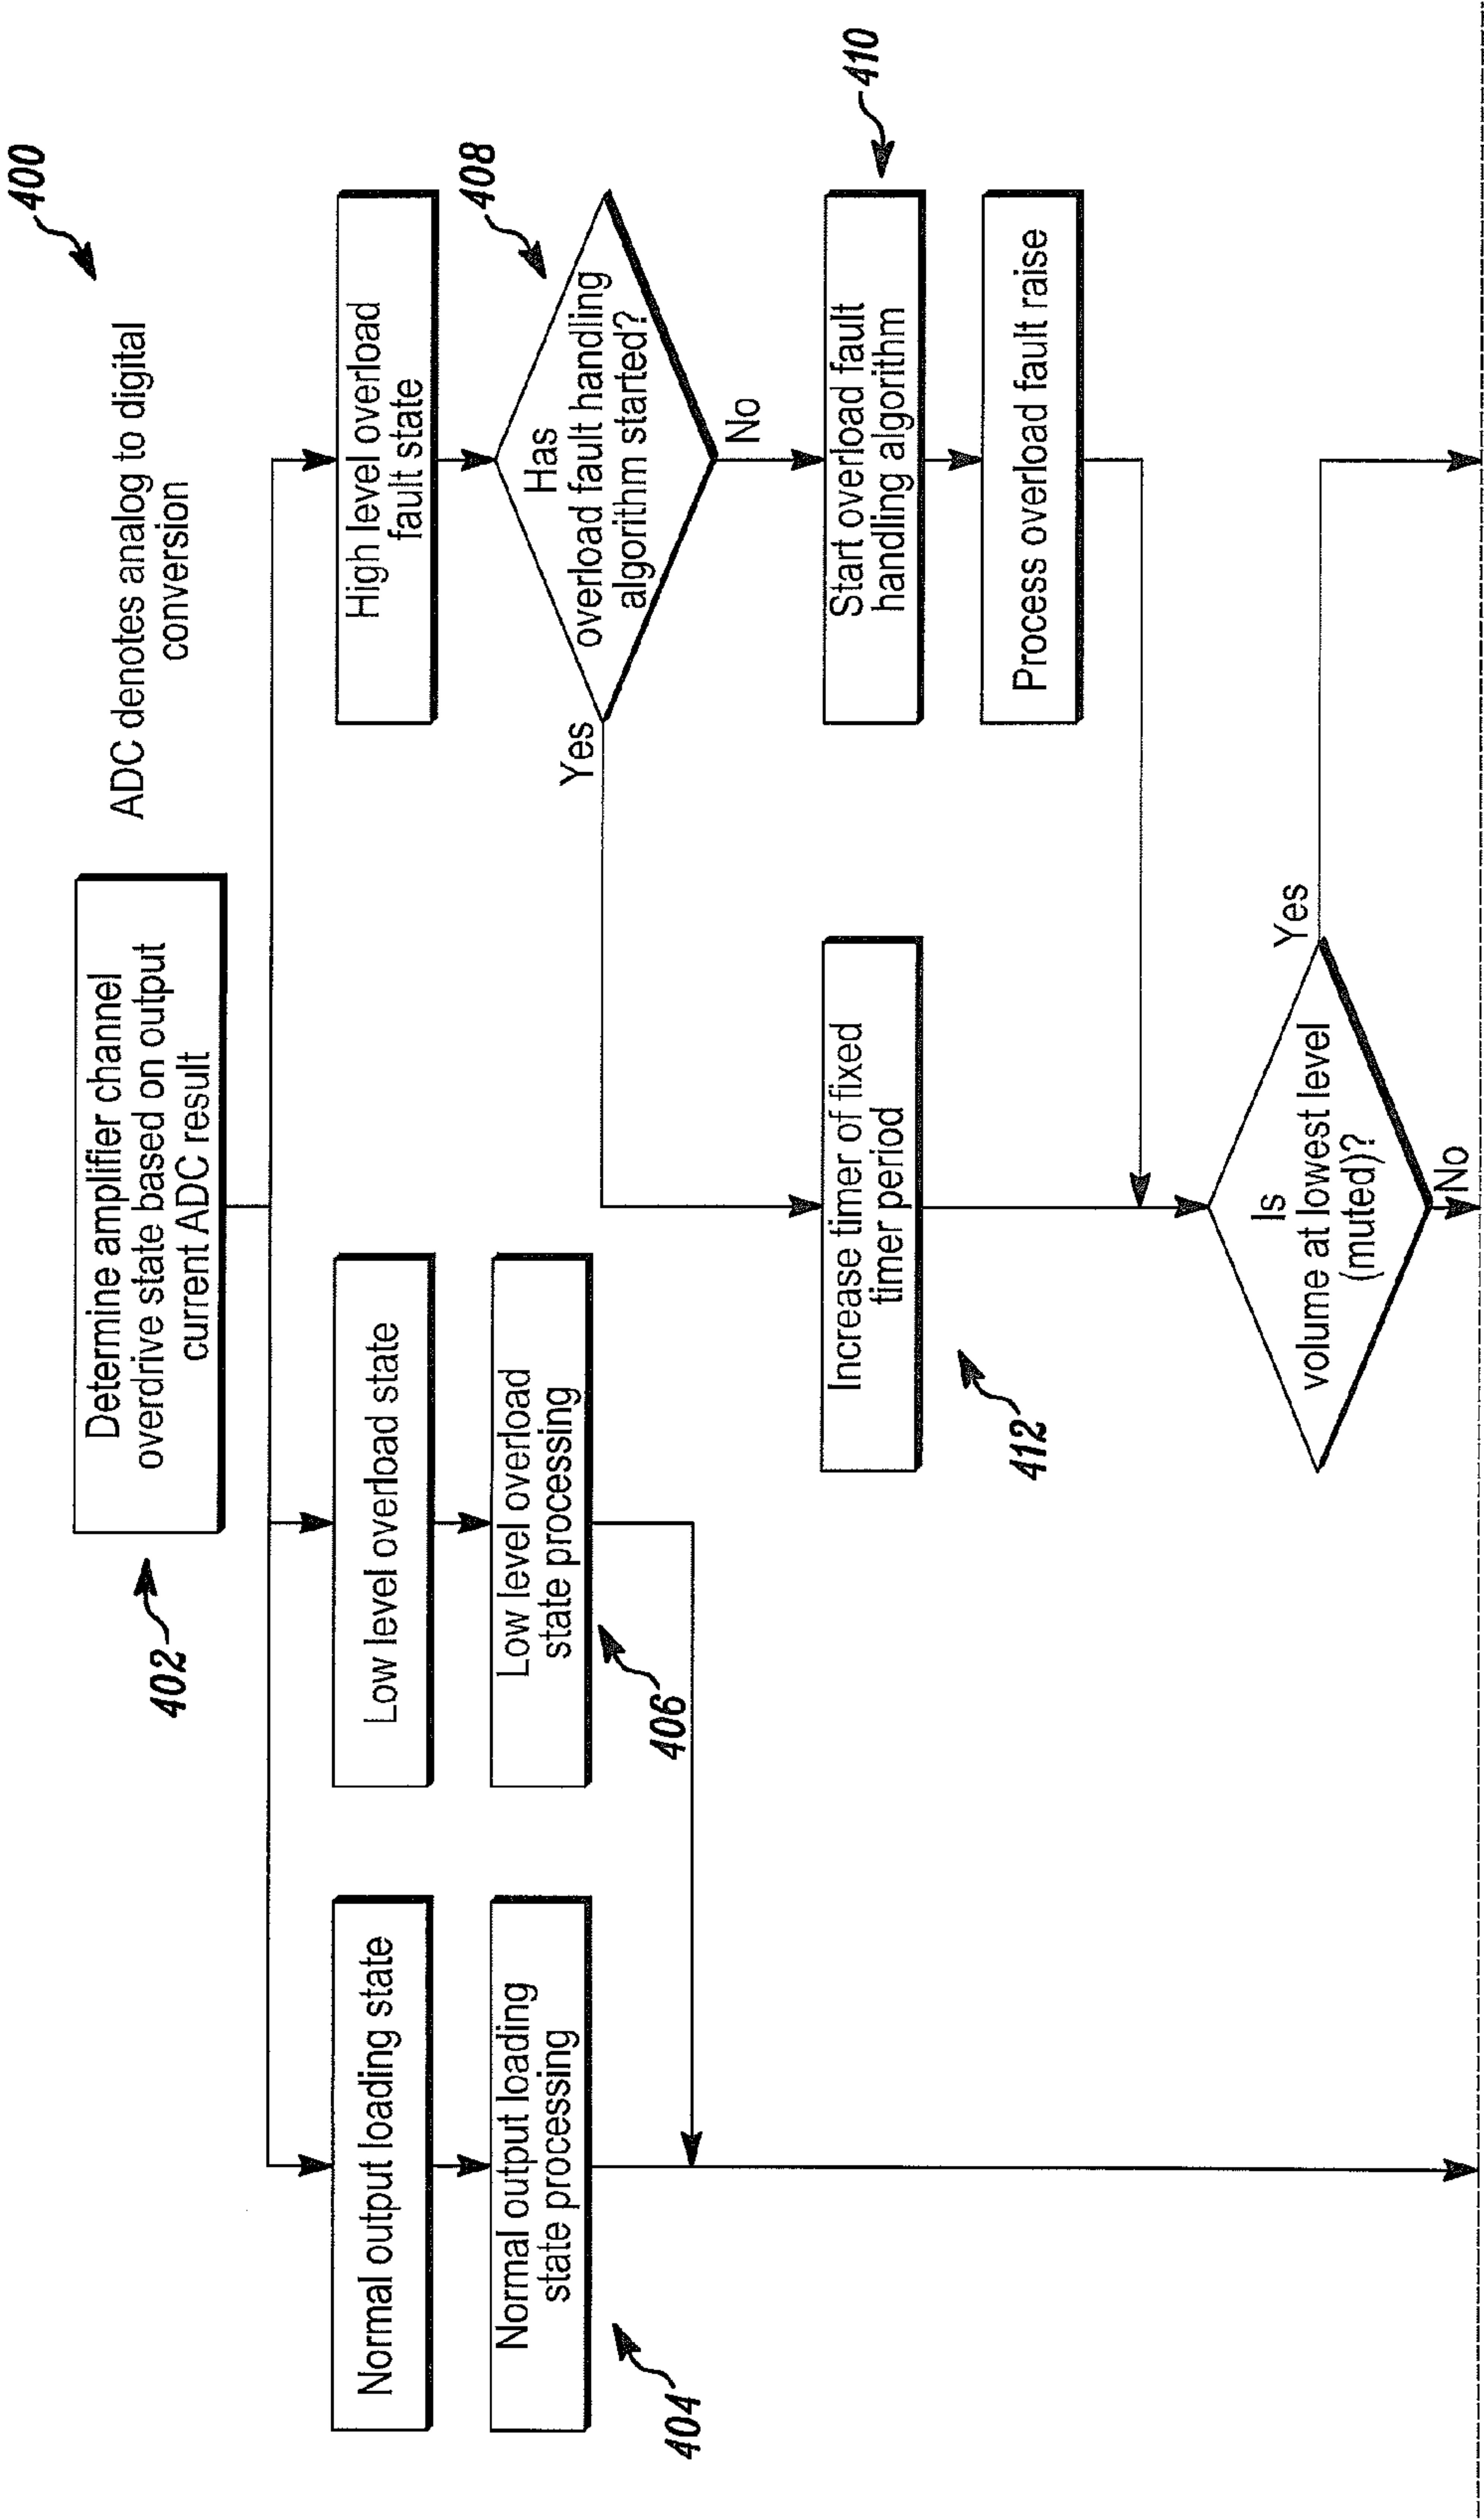 400
ADC denotes analog to digital
conversion
402
Determine amplifier channel
overdrive state based on output
current ADC result
Normal output loading state
Low level overload state
High level overload
fault state
Normal output loading
state processing
404
Low level overload
state processing
406
Has
overload fault handling
algorithm started?
408
Yes
No
Increase timer of fixed
timer period
412
Start overload fault
handling algorithm
410
Process overload fault raise
Is
volume at lowest level
(muted)?
Yes
No